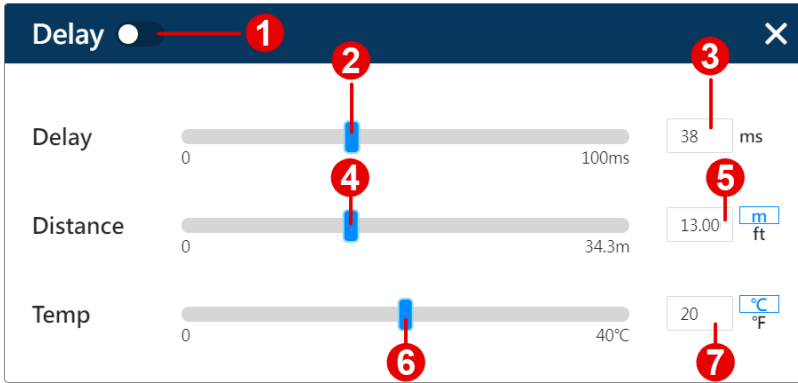 Delay 1
2 3
Delay 38 ms
0 100ms
4 5
Distance 13.00 m
ft
0 34.3m
Temp 20 °C
°F
0 40℃
6 7